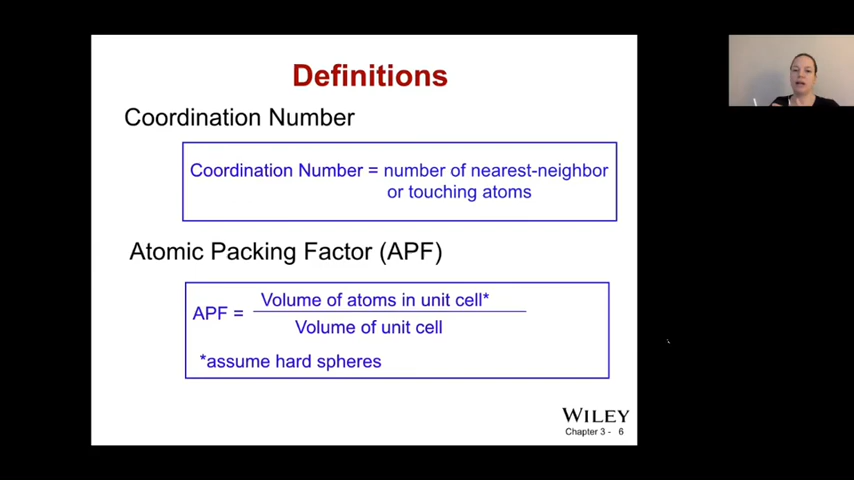 Definitions
Coordination Number
Coordination Number = number of nearest-neighbor
or touching atoms
Atomic Packing Factor (APF)
APF =
Volume of atoms in unit cell*
Volume of unit cell
*assume hard spheres
WILEY
Chapter 3 - 6